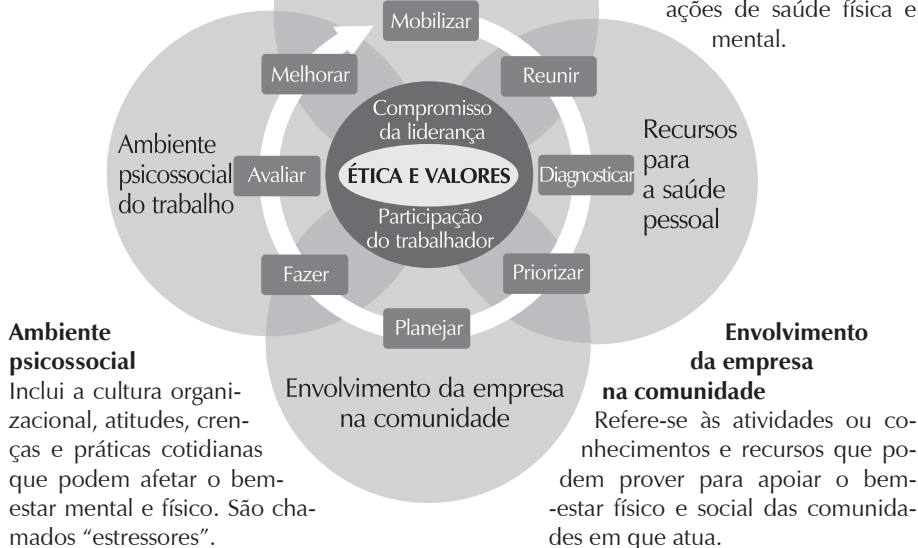 ações de saúde física e
mental.
Mobilizar
Melhorar
Reunir
Compromisso
da liderança
Ambiente
psicossocial
do trabalho
Avaliar
ÉTICA E VALORES
Diagnosticar
Recursos
para
a saúde
pessoal
Participação
do trabalhador
Fazer
Priorizar
Planejar
Envolvimento da empresa
na comunidade
Ambiente
psicossocial
Inclui a cultura organi-
zacional, atitudes, cren-
ças e práticas cotidianas
que podem afetar o bem-
estar mental e físico. São cha-
mados “estressores”.
Envolvimento
da empresa
na comunidade
Refere-se às atividades ou co-
nhecimentos e recursos que po-
dem prover para apoiar o bem-
-estar físico e social das comunida-
des em que atua.